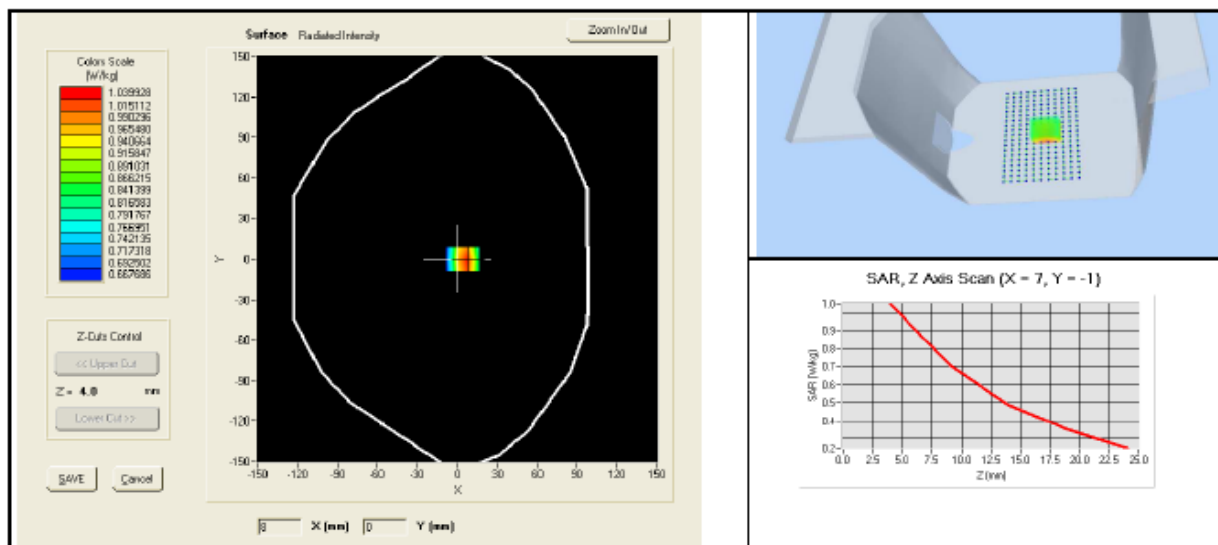 Surface Radiated Intensity
Zoom In/Out
Colors Scale
(W/kg)
1.039928
1.015112
0.990296
0.965480
0.940664
0.915847
0.891031
0.866215
0.841399
0.816583
0.791767
0.766951
0.742135
0.717318
0.692502
0.667686
Z-Cuts Control
<< Upper Cut
Z = 4.0 mm
Lower Cut >>
SAVE Cancel
150
120
90
60
30
0
-30
-60
-90
-120
-150
Y
-150 -120 -90 -60 -30 0 30 60 90 120 150
X
8 X (mm) 0 Y (mm)
SAR, Z Axis Scan (X = 7, Y = -1)
SAR (W/kg)
1.0
0.9
0.8
0.7
0.6
0.5
0.4
0.2
0.0 2.5 5.0 7.5 10.0 12.5 15.0 17.5 20.0 22.5 25.0
Z (mm)